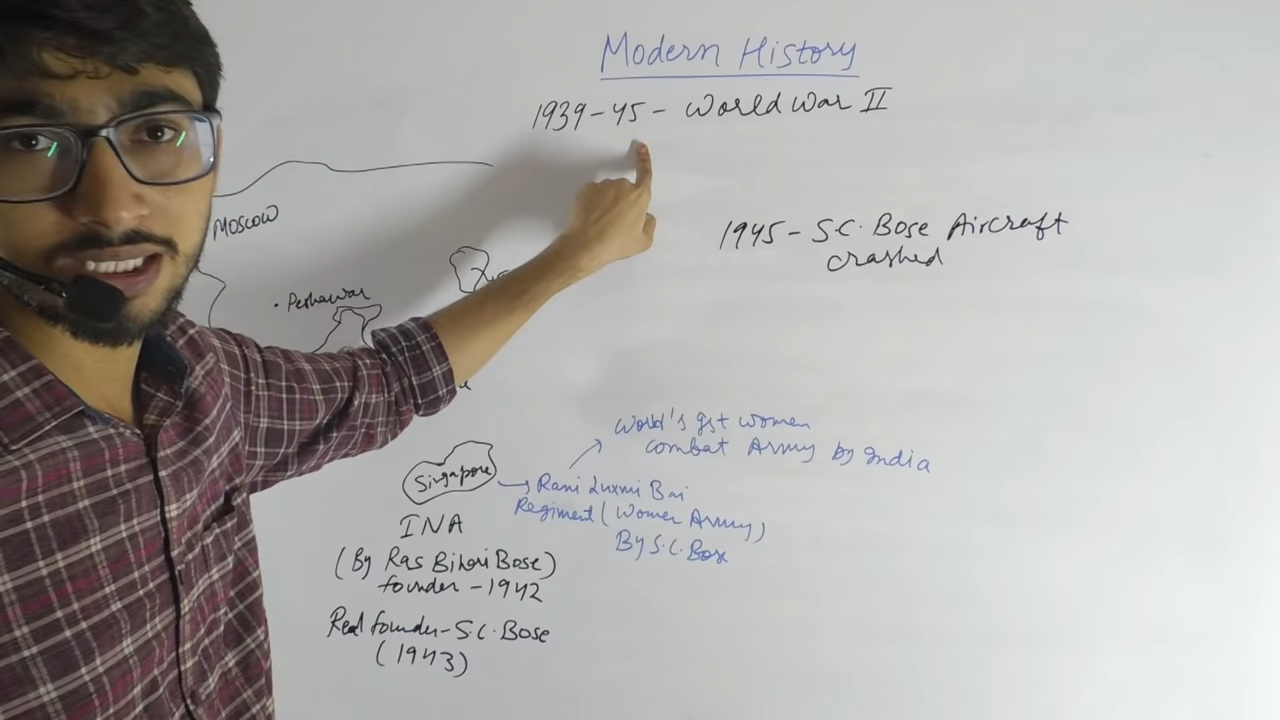 Modern History
1939-45 - World War II
Moscow
1945 - S.C. Bose Aircraft
crashed
Peshawar
World's 1st women
combat Army by India
Singapore
Rani Luxmi Bai
Regiment (Women Army)
By S.C. Bose
INA
(By Ras Bihari Bose)
founder - 1942
Real founder - S.C. Bose
(1943)